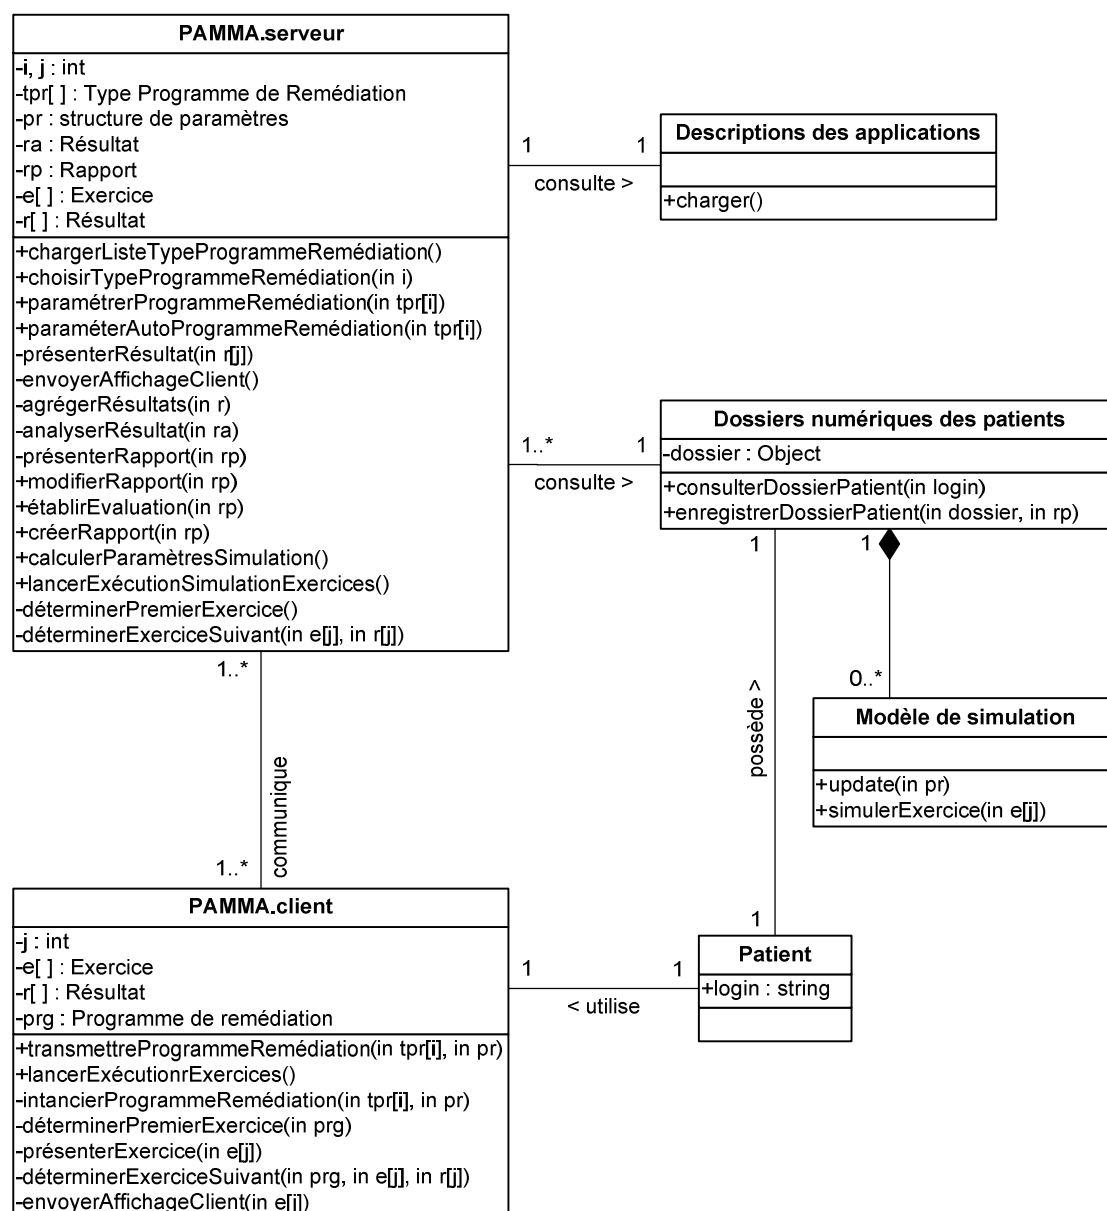 PAMMA.serveur
-i, j : int
-tpr[ ] : Type Programme de Remédiation
-pr : structure de paramètres
-ra : Résultat
-rp : Rapport
-e[ ] : Exercice
-r[ ] : Résultat
+chargerListeTypeProgrammeRemédiation()
+choisirTypeProgrammeRemédiation(in i)
+paramétrerProgrammeRemédiation(in tpr[i])
+paraméterAutoProgrammeRemédiation(in tpr[i])
-présenterRésultat(in r[j])
-envoyerAffichageClient()
-agrégerRésultats(in r)
-analyserRésultat(in ra)
-présenterRapport(in rp)
+modifierRapport(in rp)
+établirEvaluation(in rp)
+créerRapport(in rp)
+calculerParamètresSimulation()
+lancerExécutionSimulationExercices()
-déterminerPremierExercice()
-déterminerExerciceSuivant(in e[j], in r[j])
1 1
consulte >
Descriptions des applications
+charger()
1..* 1
consulte >
Dossiers numériques des patients
-dossier : Object
+consulterDossierPatient(in login)
+enregistrerDossierPatient(in dossier, in rp)
1 1
possède >
0..*
Modèle de simulation
+update(in pr)
+simulerExercice(in e[j])
1..*
communique
1..*
PAMMA.client
-j : int
-e[ ] : Exercice
-r[ ] : Résultat
-prg : Programme de remédiation
+transmettreProgrammeRemédiation(in tpr[i], in pr)
+lancerExécutionrExercices()
-intancierProgrammeRemédiation(in tpr[i], in pr)
-déterminerPremierExercice(in prg)
-présenterExercice(in e[j])
-déterminerExerciceSuivant(in prg, in e[j], in r[j])
-envoyerAffichageClient(in e[j])
1 1
< utilise
1
Patient
+login : string